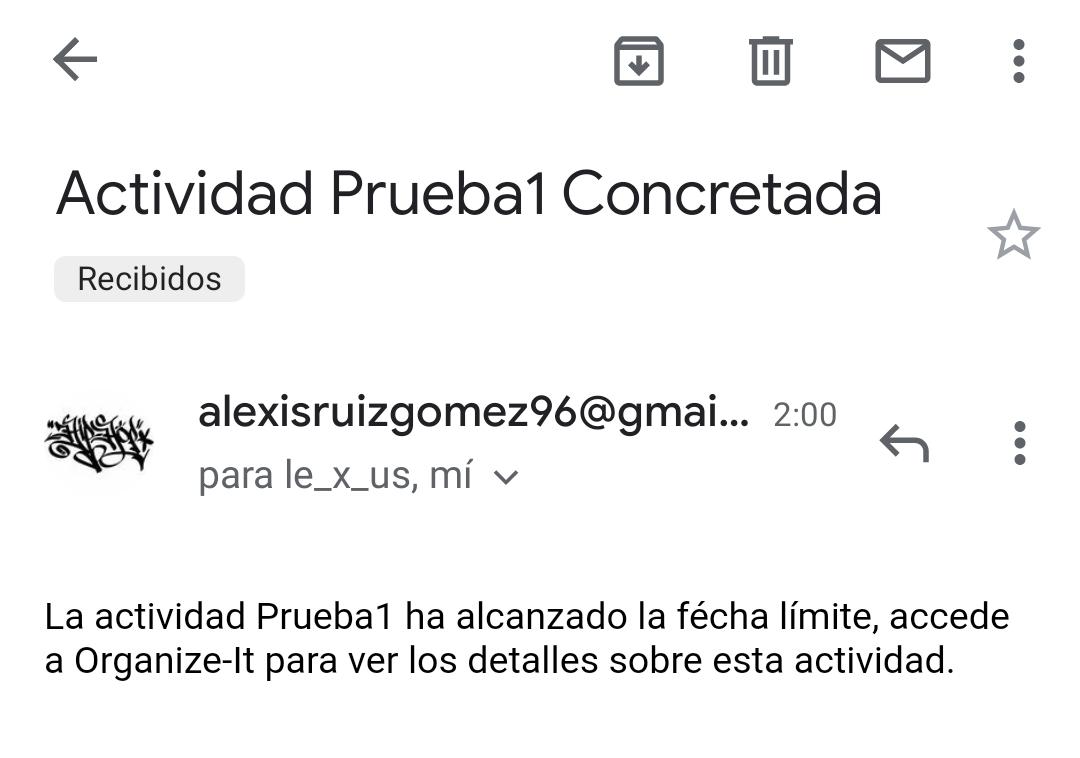 Actividad Prueba1 Concretada
Recibidos
alexisruizgomez96@gmai... 2:00
para le_x_us, mí
La actividad Prueba1 ha alcanzado la fécha límite, accede
a Organize-It para ver los detalles sobre esta actividad.